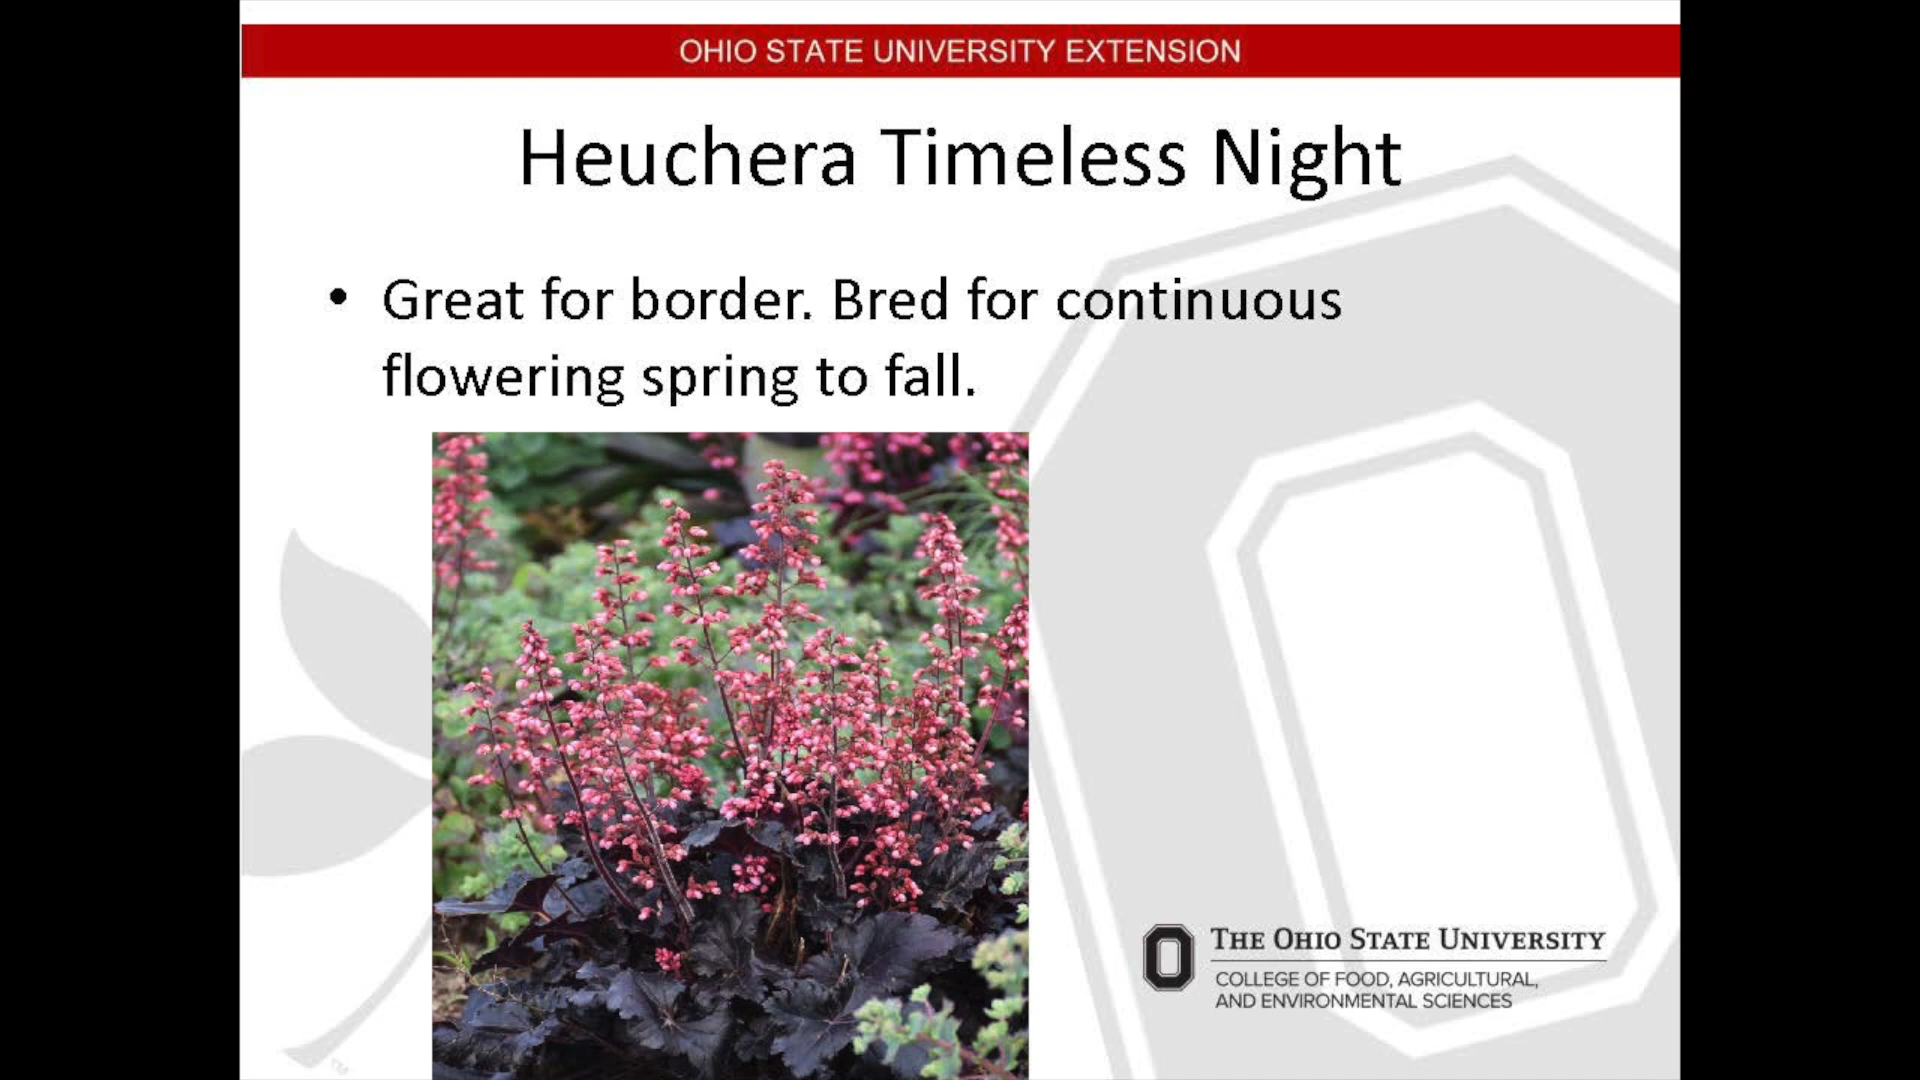 OHIO STATE UNIVERSITY EXTENSION
Heuchera Timeless Night
• Great for border. Bred for continuous
flowering spring to fall.
THE OHIO STATE UNIVERSITY
COLLEGE OF FOOD, AGRICULTURAL,
AND ENVIRONMENTAL SCIENCES
TM